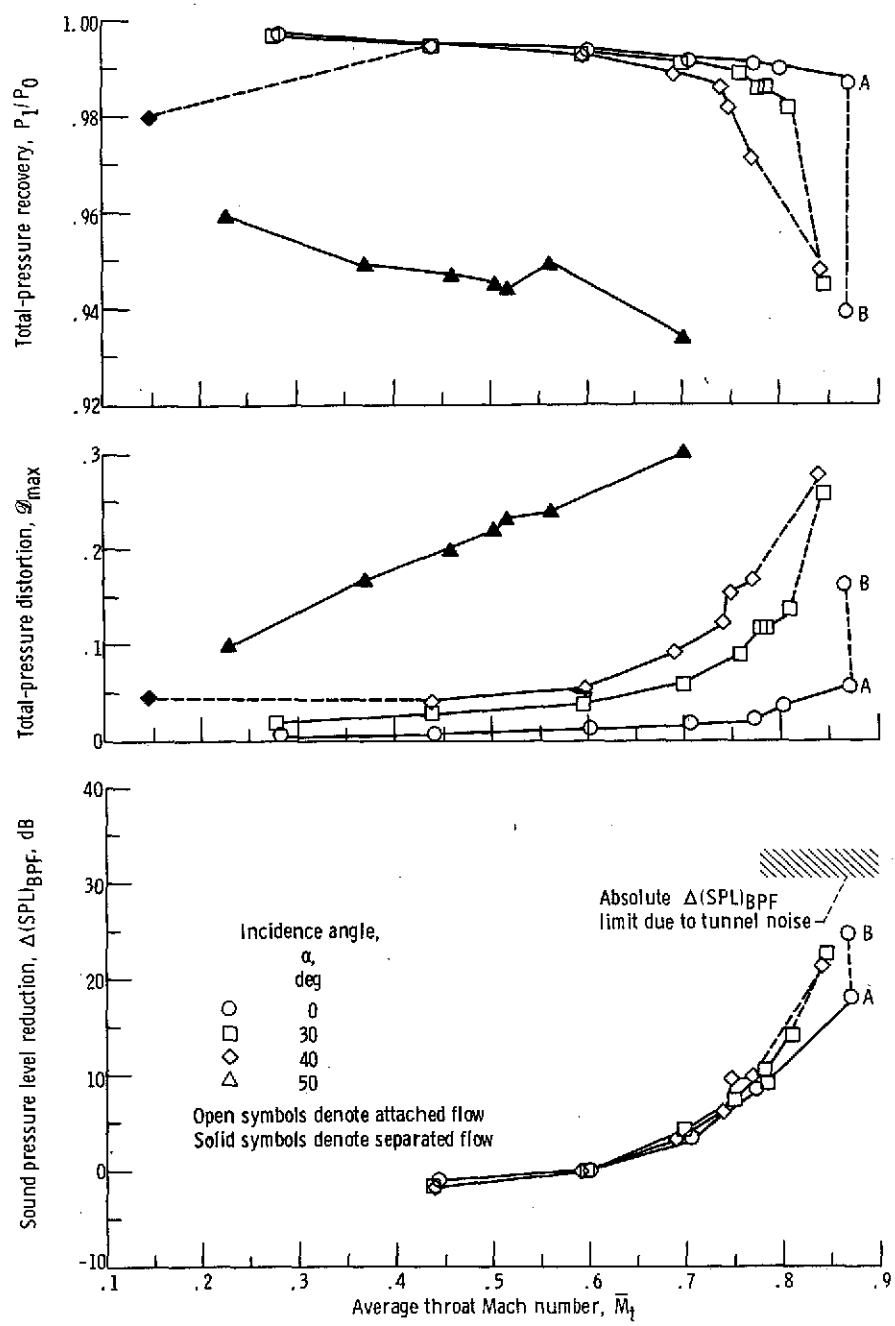 Total-pressure recovery, P1/P0
1.00
.98
.96
.94
.92
A
B
Total-pressure distortion, 𝒟max
.3
.2
.1
0
B
A
Sound pressure level reduction, Δ(SPL)BPF, dB
40
30
20
10
0
-10
Absolute Δ(SPL)BPF
limit due to tunnel noise
B
A
Incidence angle,
α,
deg
0
30
40
50
Open symbols denote attached flow
Solid symbols denote separated flow
.1 .2 .3 .4 .5 .6 .7 .8 .9
Average throat Mach number, M̅t